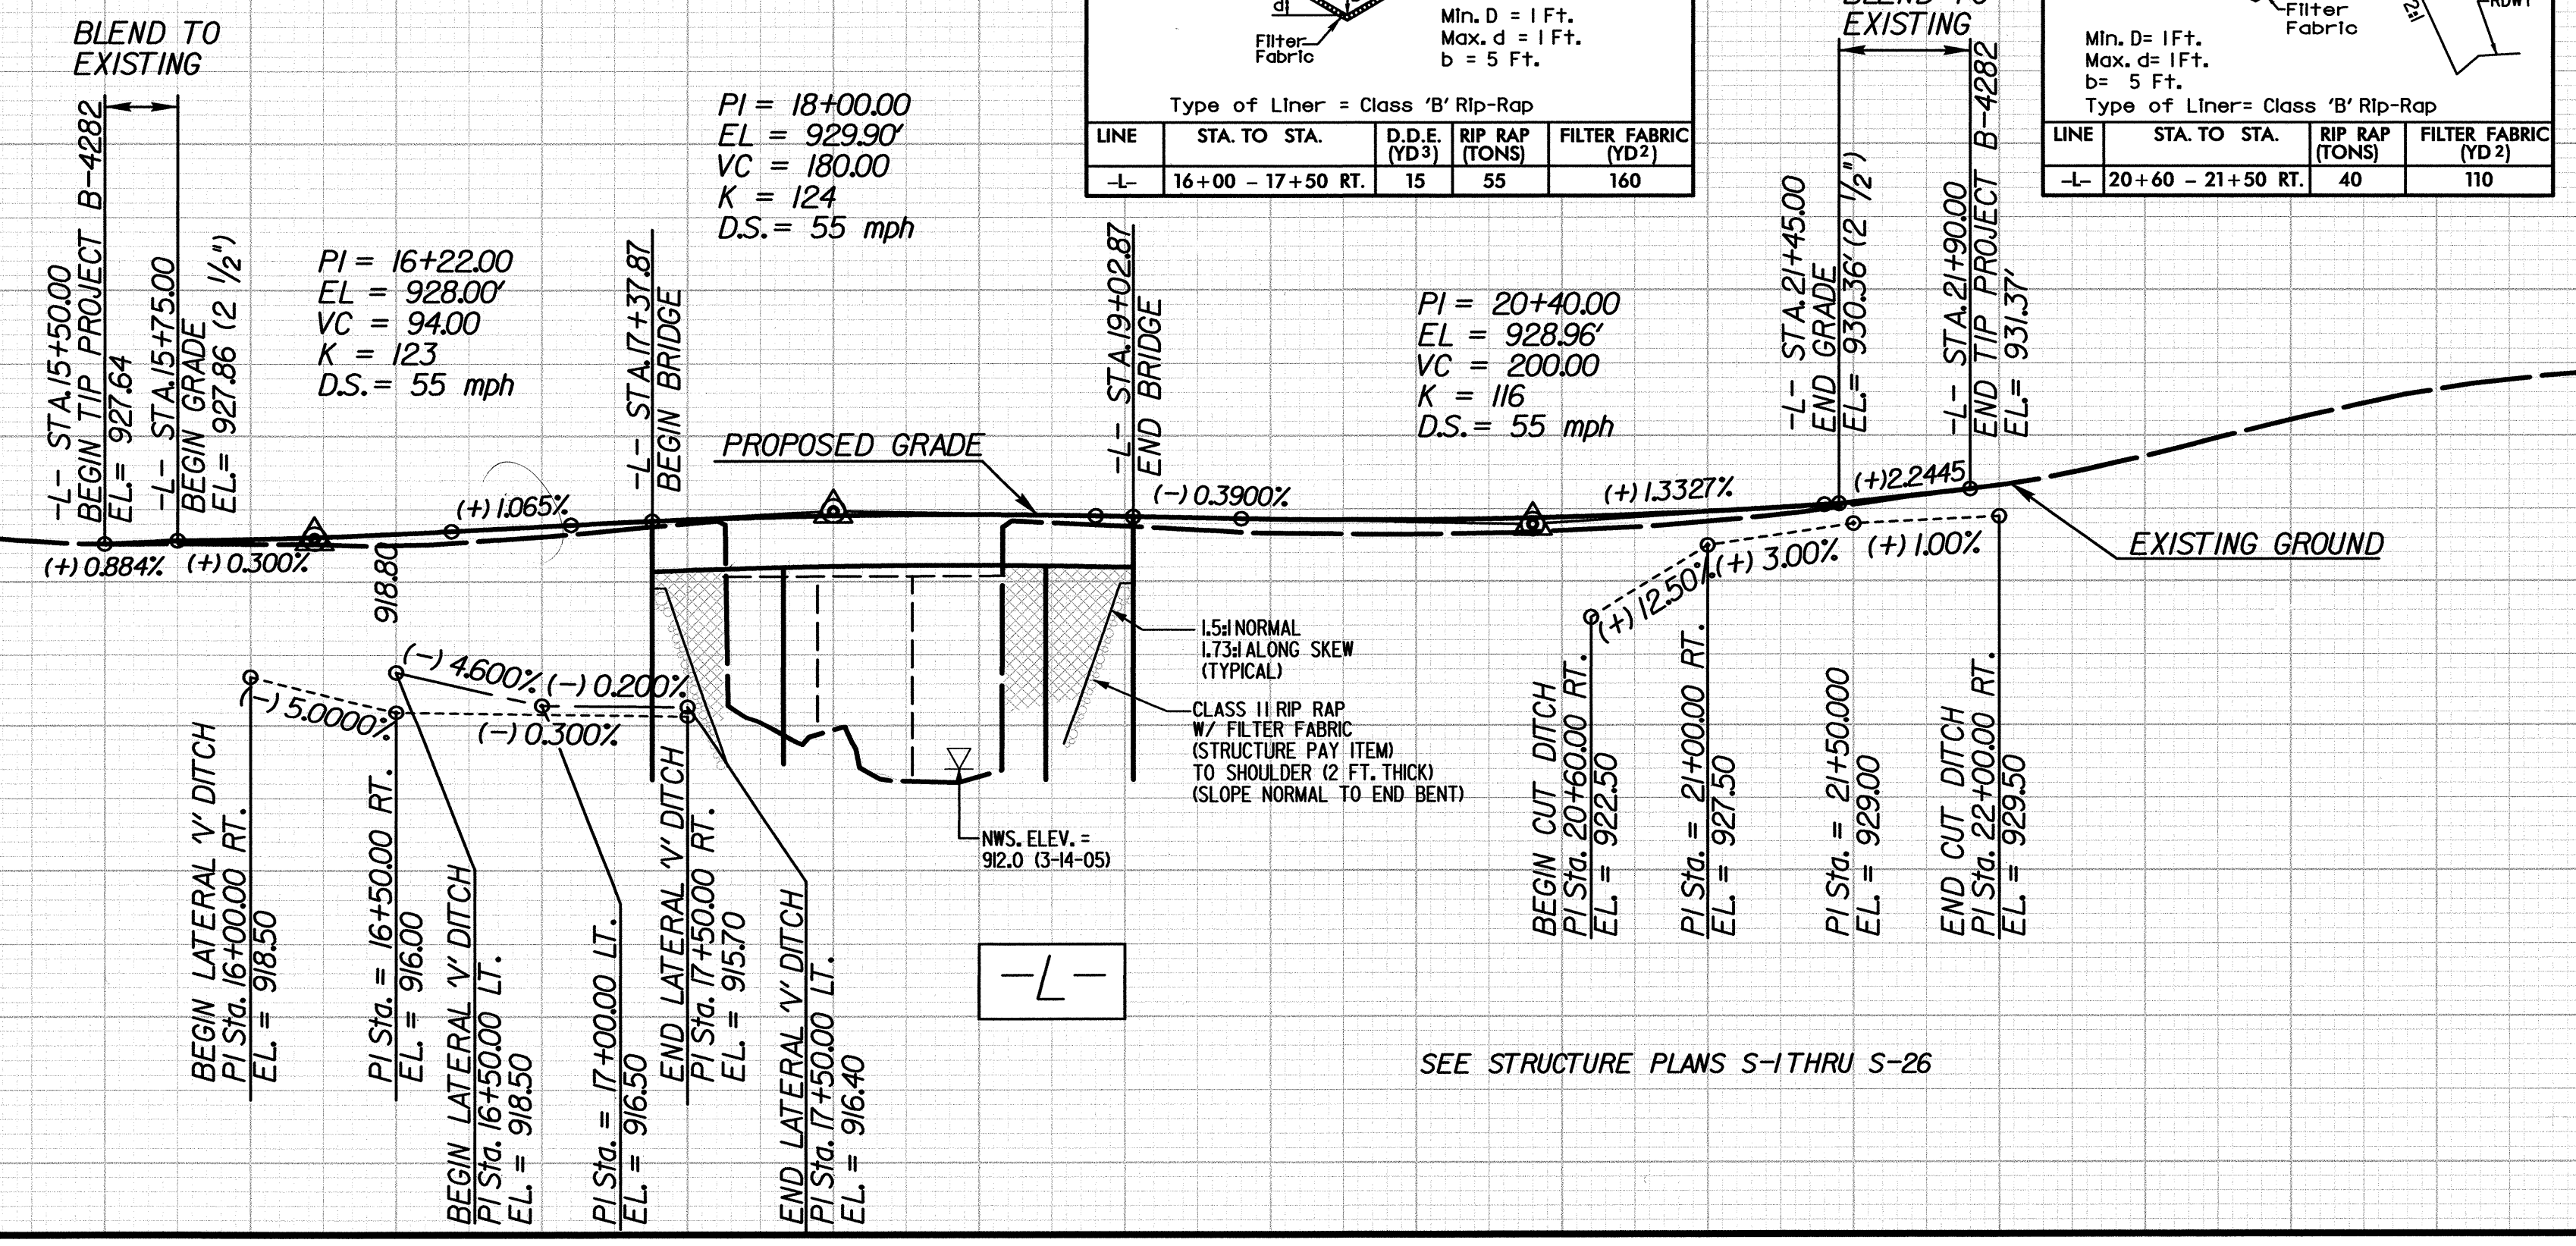 BLEND TO
EXISTING
-L- STA.15+50.00
BEGIN TIP PROJECT B-4282
EL.= 927.64
-L- STA.15+75.00
BEGIN GRADE
EL.= 927.86 (2 1/2")
PI = 16+22.00
EL = 928.00'
VC = 94.00
K = 123
D.S.= 55 mph
PI = 18+00.00
EL = 929.90'
VC = 180.00
K = 124
D.S.= 55 mph
-L- STA.17+37.87
BEGIN BRIDGE
-L- STA.19+02.87
END BRIDGE
d
Filter
Fabric
Min. D = 1 Ft.
Max. d = 1 Ft.
b = 5 Ft.
Type of Liner = Class 'B' Rip-Rap
LINE STA. TO STA. D.D.E. (YD3) RIP RAP (TONS) FILTER FABRIC (YD2)
-L- 16+00 - 17+50 RT. 15 55 160
PI = 20+40.00
EL = 928.96'
VC = 200.00
K = 116
D.S.= 55 mph
BLEND TO
EXISTING
-L- STA.21+45.00
END GRADE
EL.= 930.36' (2 1/2")
-L- STA.21+90.00
END TIP PROJECT B-4282
EL.= 931.37'
Filter
Fabric
2:1
RDWY
Min. D= 1Ft.
Max. d= 1Ft.
b= 5 Ft.
Type of Liner= Class 'B' Rip-Rap
LINE STA. TO STA. RIP RAP (TONS) FILTER FABRIC (YD2)
-L- 20+60 - 21+50 RT. 40 110
PROPOSED GRADE
(+) 0.884%
(+) 0.300%
(+) 1.065%
(-) 0.3900%
(+) 1.3327%
(+)2.2445
EXISTING GROUND
918.80
(-) 5.0000%
(-) 4.600%
(-) 0.200%
(-) 0.300%
(+) 12.50%
(+) 3.00%
(+) 1.00%
1.5:1 NORMAL
1.73:1 ALONG SKEW
(TYPICAL)
CLASS II RIP RAP
W/ FILTER FABRIC
(STRUCTURE PAY ITEM)
TO SHOULDER (2 FT. THICK)
(SLOPE NORMAL TO END BENT)
NWS. ELEV. =
912.0 (3-14-05)
BEGIN LATERAL 'V' DITCH
PI Sta. 16+00.00 RT.
EL. = 918.50
PI Sta. = 16+50.00 RT.
EL. = 916.00
BEGIN LATERAL 'V' DITCH
PI Sta. 16+50.00 LT.
EL. = 918.50
PI Sta. = 17+00.00 LT.
EL. = 916.50
END LATERAL 'V' DITCH
PI Sta. 17+50.00 RT.
EL. = 915.70
END LATERAL 'V' DITCH
PI Sta. 17+50.00 LT.
EL. = 916.40
BEGIN CUT DITCH
PI Sta. 20+60.00 RT.
EL. = 922.50
PI Sta. = 21+00.00 RT.
EL. = 927.50
PI Sta. = 21+50.000
EL. = 929.00
END CUT DITCH
PI Sta. 22+00.00 RT.
EL. = 929.50
-L-
SEE STRUCTURE PLANS S-1 THRU S-26